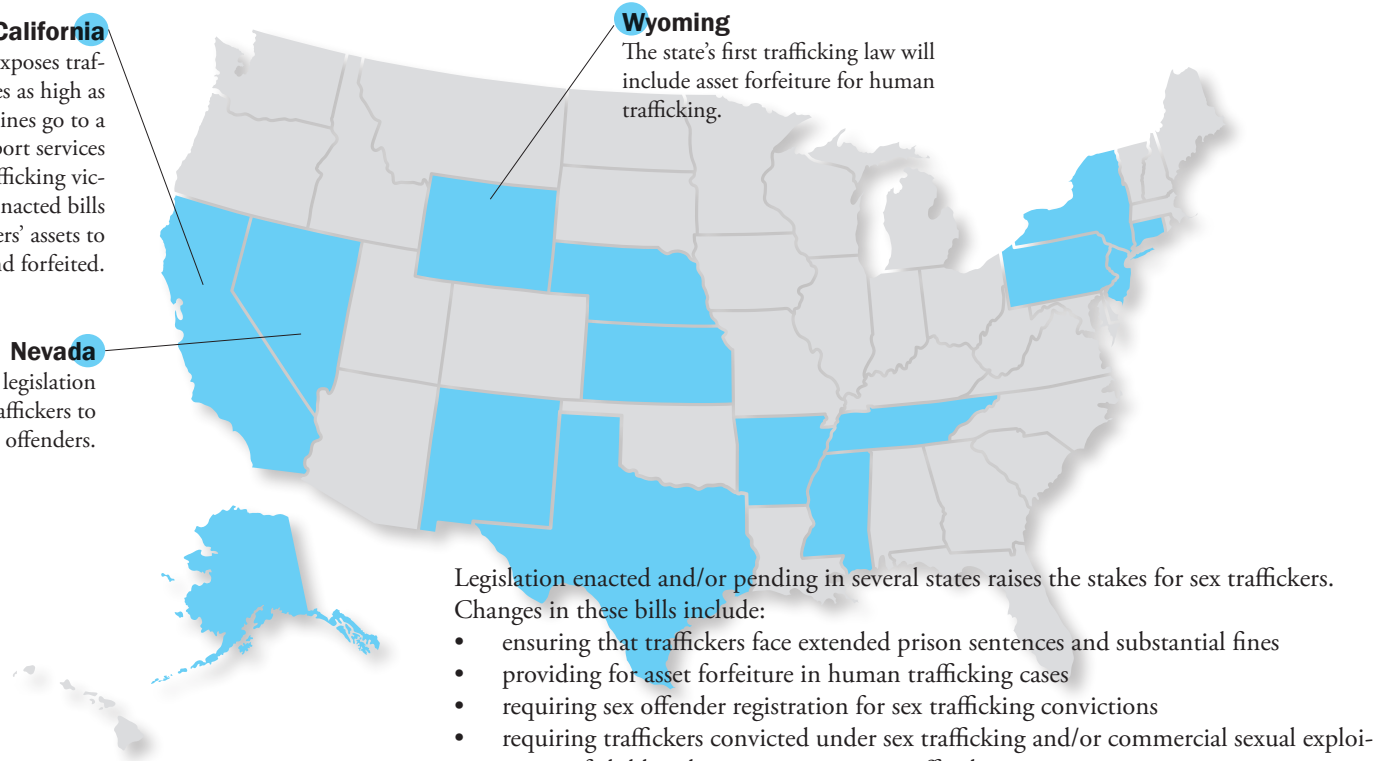 California
xposes traf-
es as high as
ines go to a
port services
fficking vic-
nacted bills
ers’ assets to
nd forfeited.
Nevada
legislation
affickers to
offenders.
Wyoming
The state’s first trafficking law will
include asset forfeiture for human
trafficking.
Legislation enacted and/or pending in several states raises the stakes for sex traffickers.
Changes in these bills include:
• ensuring that traffickers face extended prison sentences and substantial fines
• providing for asset forfeiture in human trafficking cases
• requiring sex offender registration for sex trafficking convictions
• requiring traffickers convicted under sex trafficking and/or commercial sexual exploi-